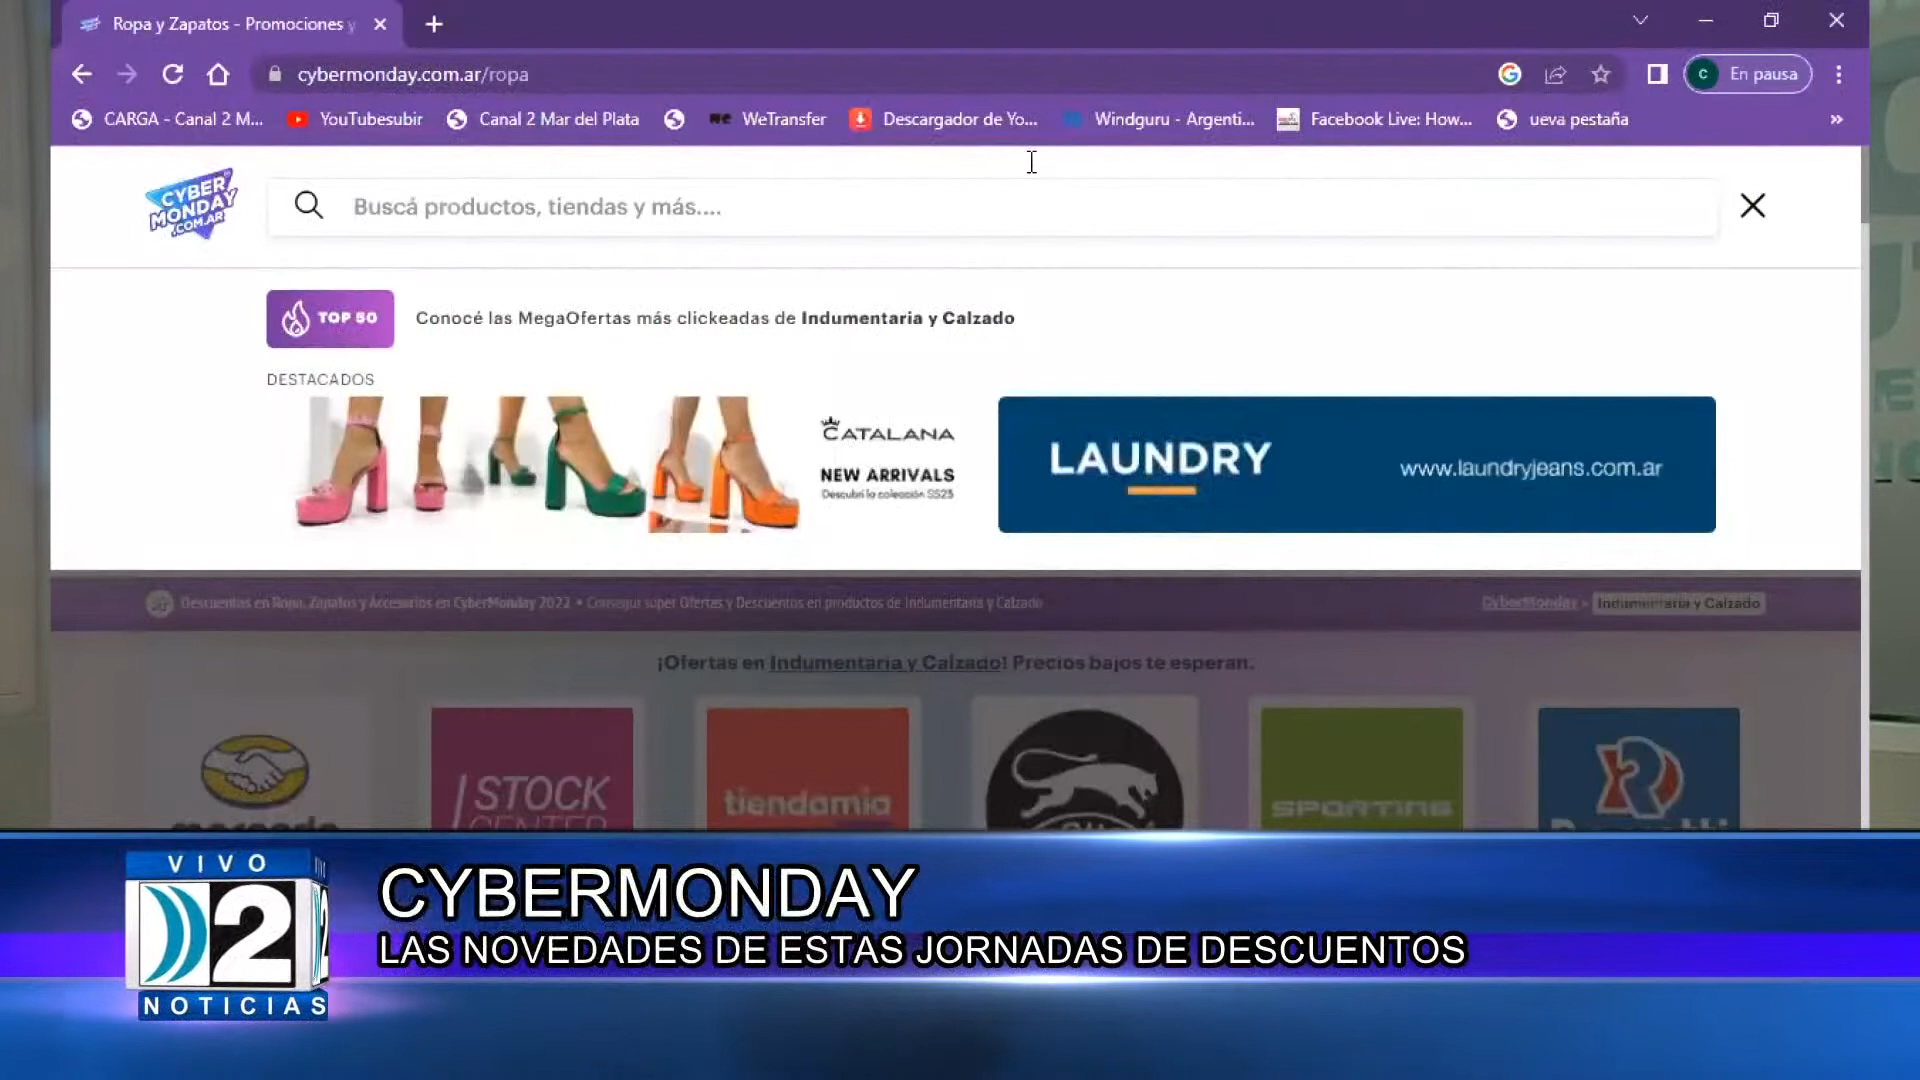 Ropa y Zapatos - Promociones y
cybermonday.com.ar/ropa
C En pausa
CARGA - Canal 2 M...
YouTubesubir
Canal 2 Mar del Plata
WeTransfer
Descargador de Yo...
Windguru - Argenti...
Facebook Live: How...
ueva pestaña
CYBER
MONDAY
.COM.AR
Buscá productos, tiendas y más....
TOP 50
Conocé las MegaOfertas más clickeadas de Indumentaria y Calzado
DESTACADOS
CATALANA
NEW ARRIVALS
Descubrí la colección SS23
LAUNDRY
www.laundryjeans.com.ar
Descuentos en Ropa, Zapatos y Accesorios en CyberMonday 2022 • Conseguí super Ofertas y Descuentos en productos de Indumentaria y Calzado
CyberMonday »
Indumentaria y Calzado
¡Ofertas en Indumentaria y Calzado! Precios bajos te esperan.
STOCK
CENTER
tiendamia
SPORTING
VIVO
2
NOTICIAS
CYBERMONDAY
LAS NOVEDADES DE ESTAS JORNADAS DE DESCUENTOS